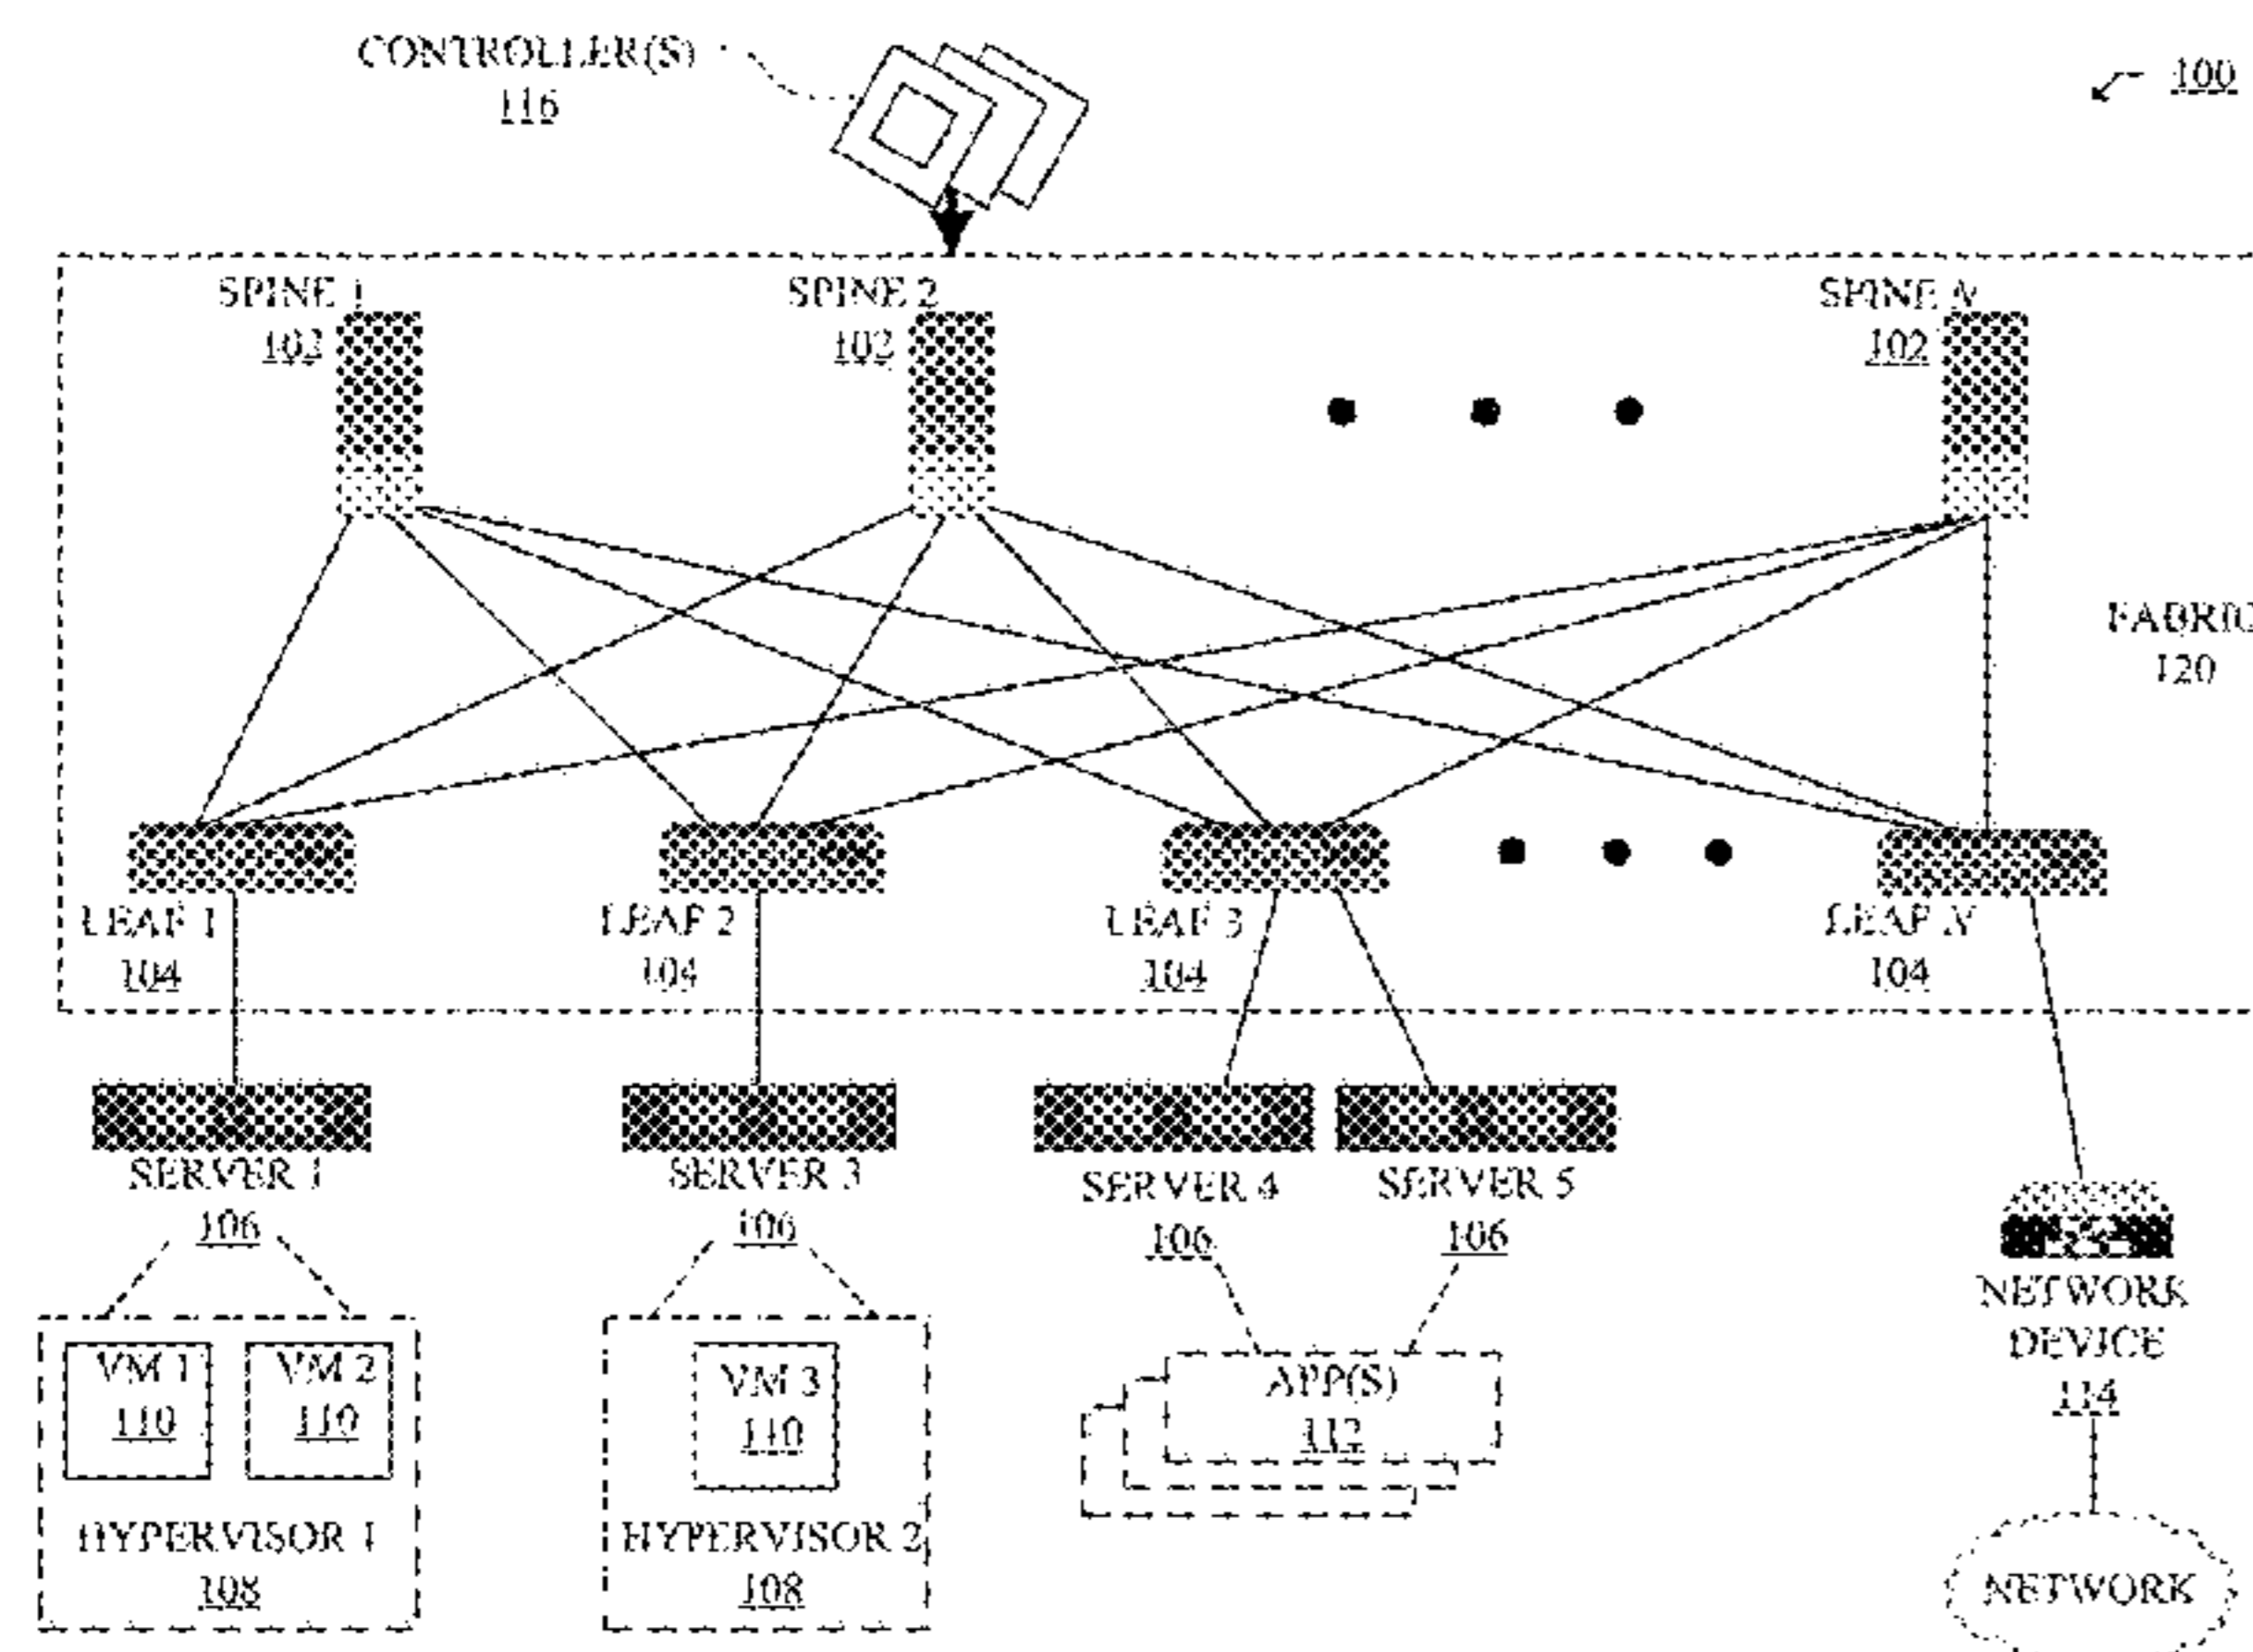 CONTROLLER(S)
116
100
SPINE 1
102
SPINE 2
102
SPINE N
102
FABRIC
120
LEAF 1
104
LEAF 2
104
LEAF 3
104
LEAF N
104
SERVER 1
106
SERVER 3
106
SERVER 4
106
SERVER 5
106
NETWORK
DEVICE
114
VM 1
110
VM 2
110
HYPERVISOR 1
108
VM 3
110
HYPERVISOR 2
108
APP(S)
112
NETWORK